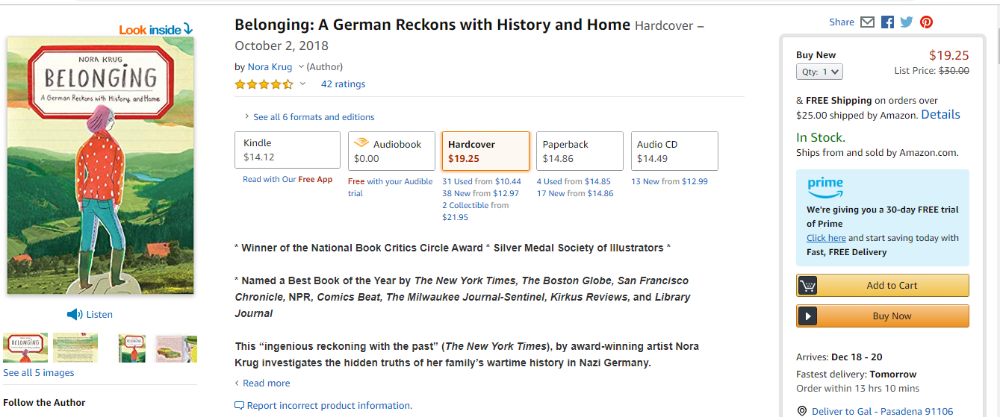 Look inside
NORA KRUG
BELONGING
A German Reckons with History and Home
Listen
BELONGING
BELONGING
See all 5 images
Follow the Author
Belonging: A German Reckons with History and Home Hardcover –
October 2, 2018
by Nora Krug (Author)
42 ratings
See all 6 formats and editions
Kindle
$14.12
Read with Our Free App
Audiobook
$0.00
Free with your Audible
trial
Hardcover
$19.25
31 Used from $10.44
38 New from $12.97
2 Collectible from
$21.95
Paperback
$14.86
4 Used from $14.85
17 New from $14.86
Audio CD
$14.49
13 New from $12.99
* Winner of the National Book Critics Circle Award * Silver Medal Society of Illustrators *
* Named a Best Book of the Year by The New York Times, The Boston Globe, San Francisco
Chronicle, NPR, Comics Beat, The Milwaukee Journal-Sentinel, Kirkus Reviews, and Library
Journal
This “ingenious reckoning with the past” (The New York Times), by award-winning artist Nora
Krug investigates the hidden truths of her family’s wartime history in Nazi Germany.
Read more
Report incorrect product information.
Share
Buy New
$19.25
Qty: 1
List Price: $30.00
& FREE Shipping on orders over
$25.00 shipped by Amazon. Details
In Stock.
Ships from and sold by Amazon.com.
prime
We're giving you a 30-day FREE trial
of Prime
Click here and start saving today with
Fast, FREE Delivery
Add to Cart
Buy Now
Arrives: Dec 18 - 20
Fastest delivery: Tomorrow
Order within 13 hrs 10 mins
Deliver to Gal - Pasadena 91106